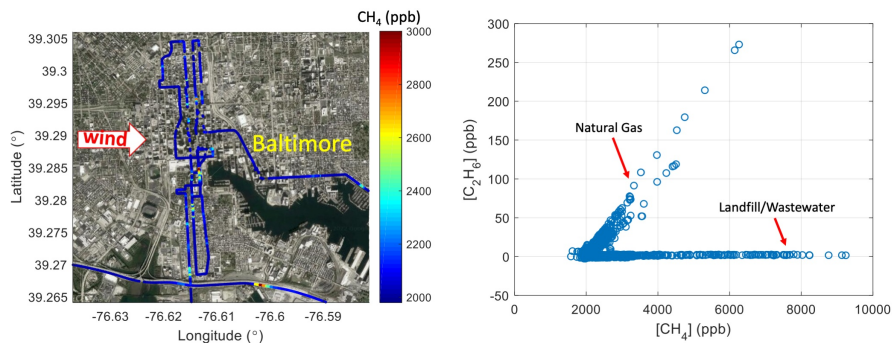 CH₄ (ppb)
39.305
39.3
39.295
39.29
39.285
39.28
39.275
39.27
39.265
Latitude (°)
wind
Baltimore
3000
2800
2600
2400
2200
2000
-76.63 -76.62 -76.61 -76.6 -76.59
Longitude (°)
300
250
200
150
100
50
0
-50
[C₂H₆] (ppb)
Natural Gas
Landfill/Wastewater
0 2000 4000 6000 8000 10000
[CH₄] (ppb)